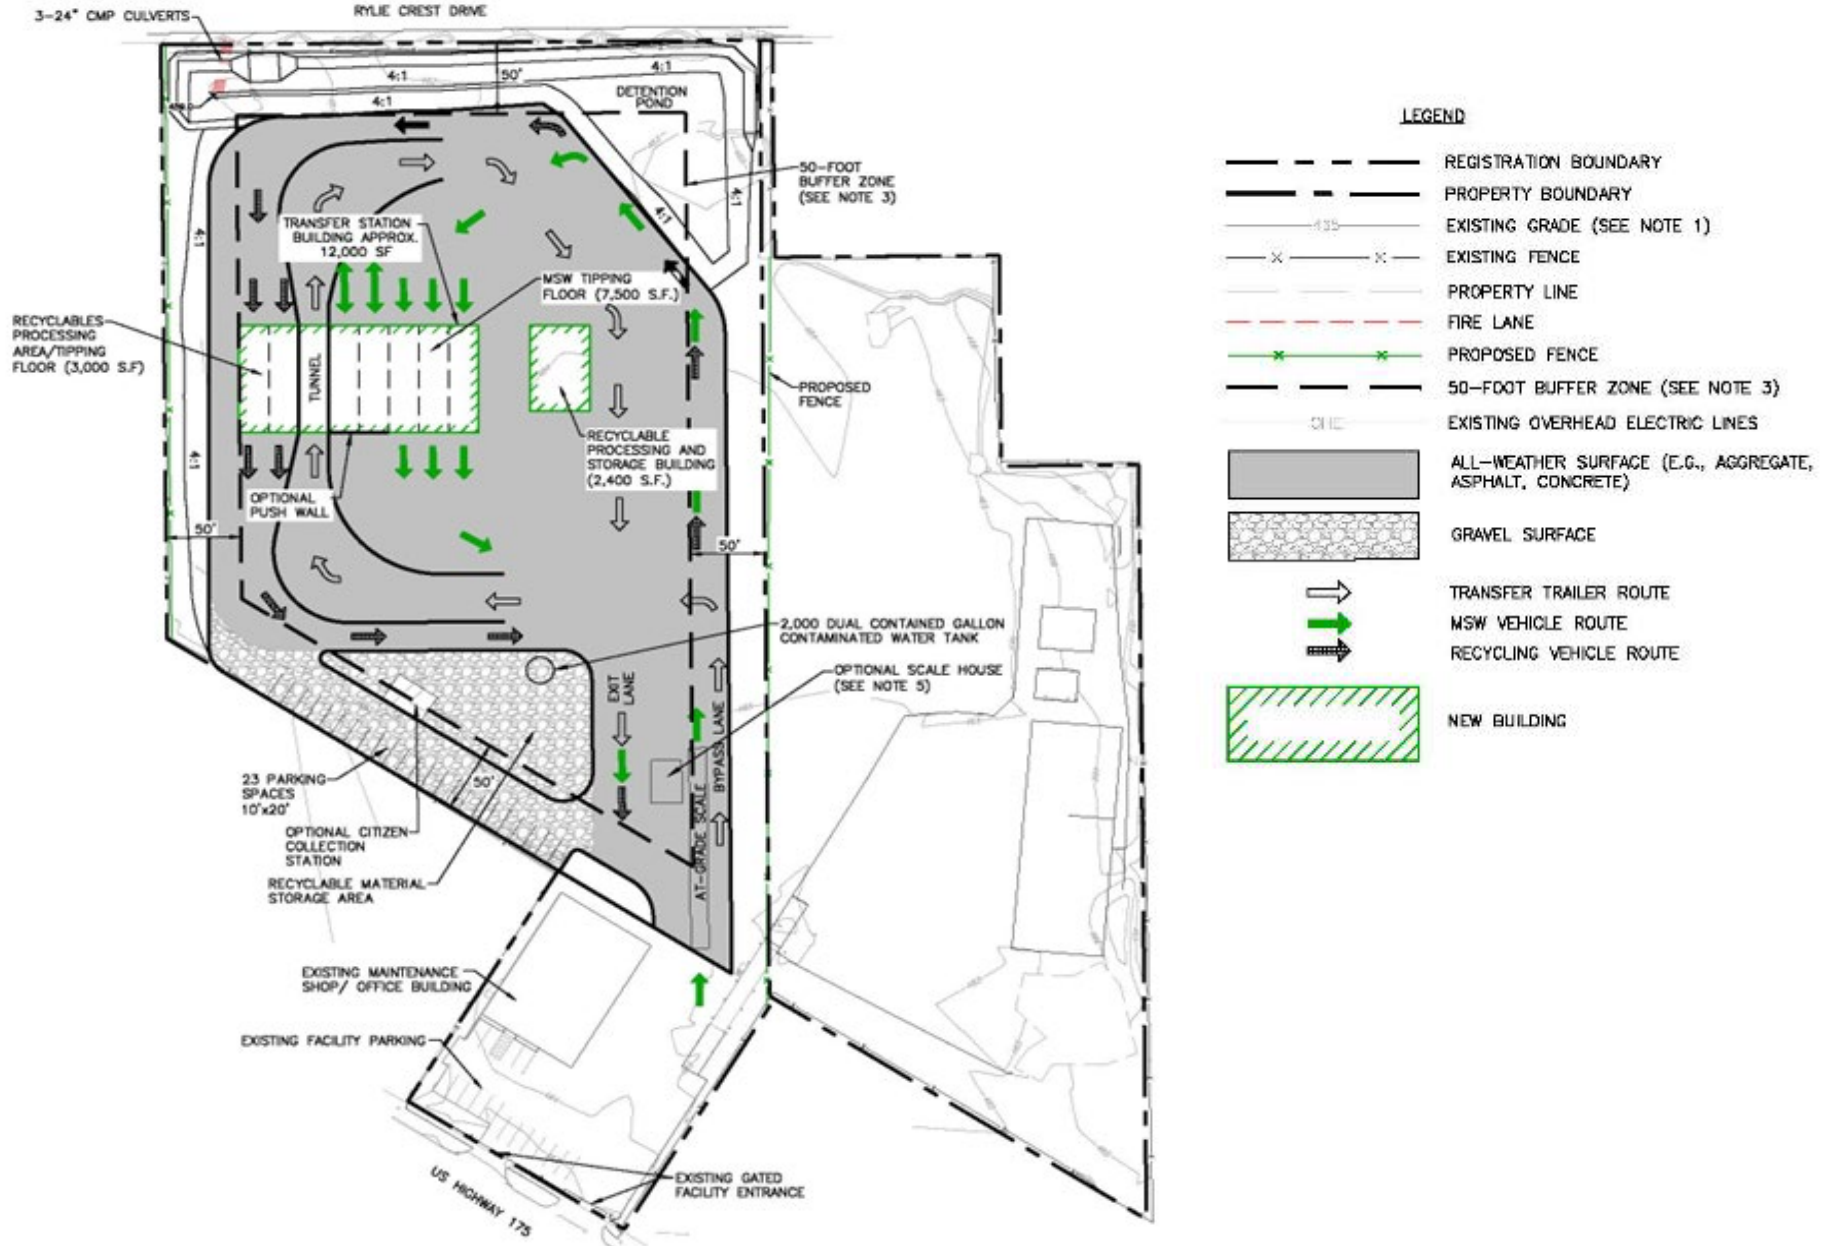 3-24" CMP CULVERTS
RYLIE CREST DRIVE
4:1
50'
4:1
4:1
DETENTION
POND
50-FOOT
BUFFER ZONE
(SEE NOTE 3)
4:1
4:1
4:1
TRANSFER STATION
BUILDING APPROX.
12,000 SF
MSW TIPPING
FLOOR (7,500 S.F.)
RECYCLABLES
PROCESSING
AREA/TIPPING
FLOOR (3,000 S.F)
TUNNEL
PROPOSED
FENCE
RECYCLABLE
PROCESSING AND
STORAGE BUILDING
(2,400 S.F.)
4:1
OPTIONAL
PUSH WALL
50'
50'
2,000 DUAL CONTAINED GALLON
CONTAMINATED WATER TANK
OPTIONAL SCALE HOUSE
(SEE NOTE 5)
EXIT
LANE
BYPASS LANE
AT-GRADE SCALE
23 PARKING
SPACES
10'x20'
50'
OPTIONAL CITIZEN
COLLECTION
STATION
RECYCLABLE MATERIAL
STORAGE AREA
EXISTING MAINTENANCE
SHOP/ OFFICE BUILDING
EXISTING FACILITY PARKING
EXISTING GATED
FACILITY ENTRANCE
US HIGHWAY 175
LEGEND
REGISTRATION BOUNDARY
PROPERTY BOUNDARY
435
EXISTING GRADE (SEE NOTE 1)
EXISTING FENCE
PROPERTY LINE
FIRE LANE
PROPOSED FENCE
50-FOOT BUFFER ZONE (SEE NOTE 3)
OHE
EXISTING OVERHEAD ELECTRIC LINES
ALL-WEATHER SURFACE (E.G., AGGREGATE,
ASPHALT, CONCRETE)
GRAVEL SURFACE
TRANSFER TRAILER ROUTE
MSW VEHICLE ROUTE
RECYCLING VEHICLE ROUTE
NEW BUILDING